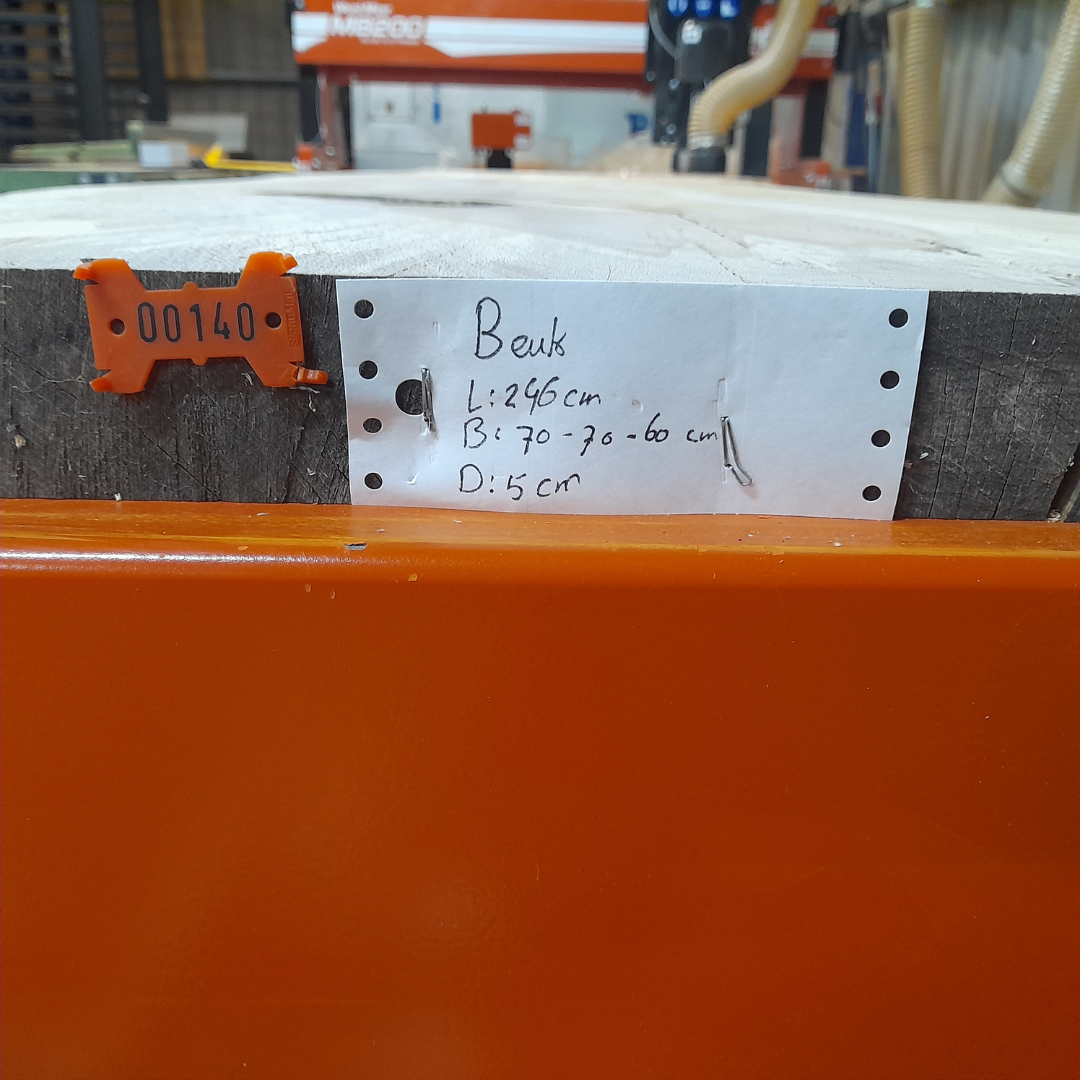 MB200
00140
Beuk
L: 246 cm
B: 70 - 70 - 60 cm
D: 5 cm